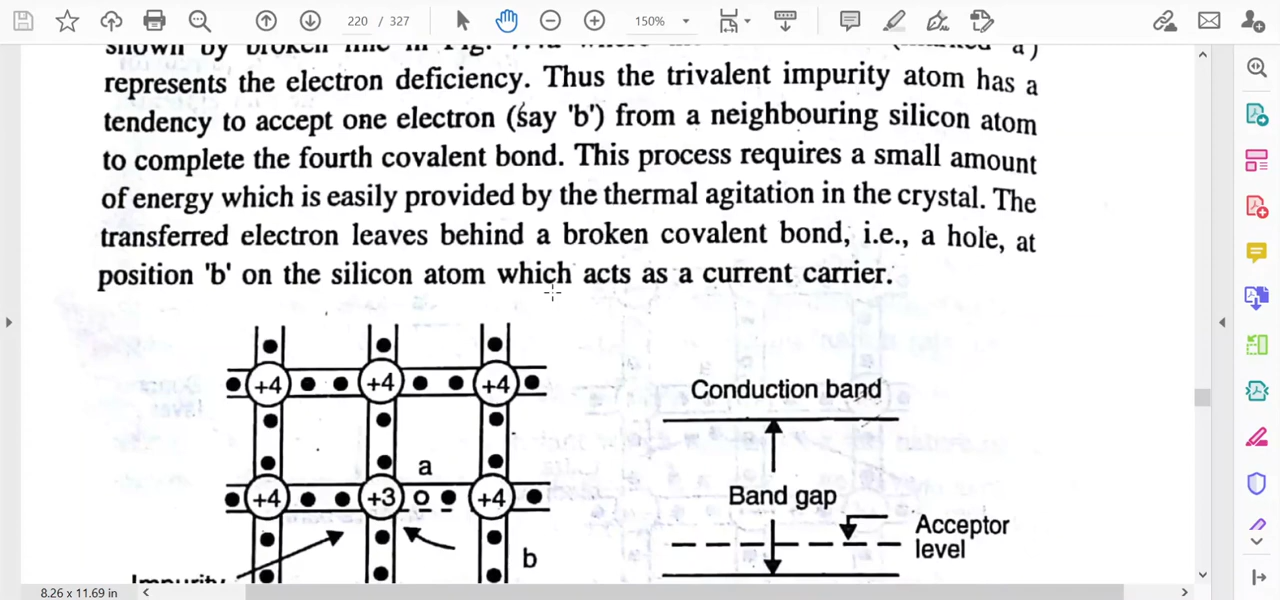 220 / 327
150%
represents the electron deficiency. Thus the trivalent impurity atom has a
tendency to accept one electron (say 'b') from a neighbouring silicon atom
to complete the fourth covalent bond. This process requires a small amount
of energy which is easily provided by the thermal agitation in the crystal. The
transferred electron leaves behind a broken covalent bond, i.e., a hole, at
position 'b' on the silicon atom which acts as a current carrier.
+4 +4 +4
a
+4 +3 +4
b
Impurity
Conduction band
Band gap
Acceptor
level
8.26 x 11.69 in